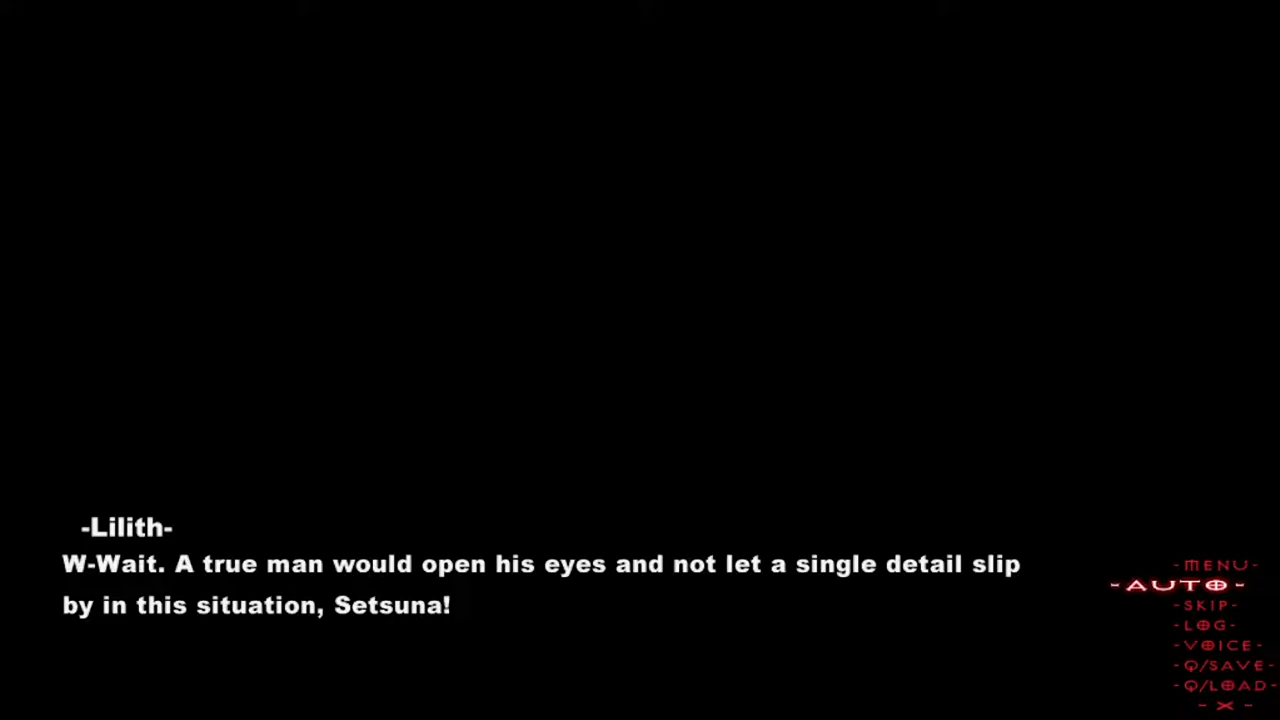 -Lilith-
W-Wait. A true man would open his eyes and not let a single detail slip
by in this situation, Setsuna!
-MENU-
-AUTO-
-SKIP-
-LOG-
-VOICE-
-Q/SAVE-
-Q/LOAD-
-X-